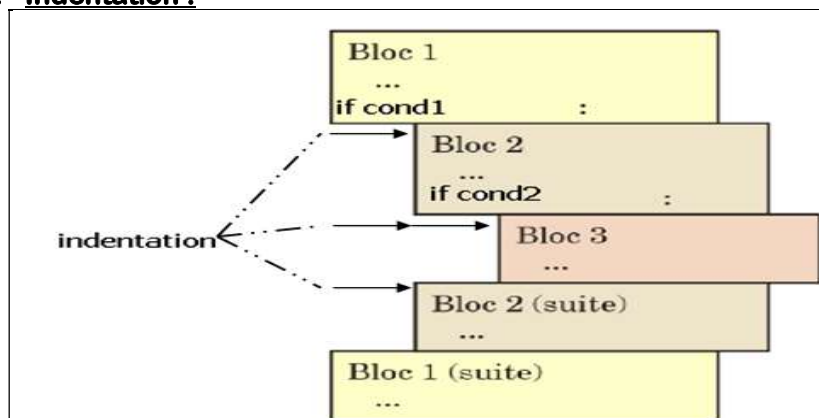 indentation :
Bloc 1
...
if cond1 :
Bloc 2
...
if cond2 :
indentation
Bloc 3
...
Bloc 2 (suite)
...
Bloc 1 (suite)
...